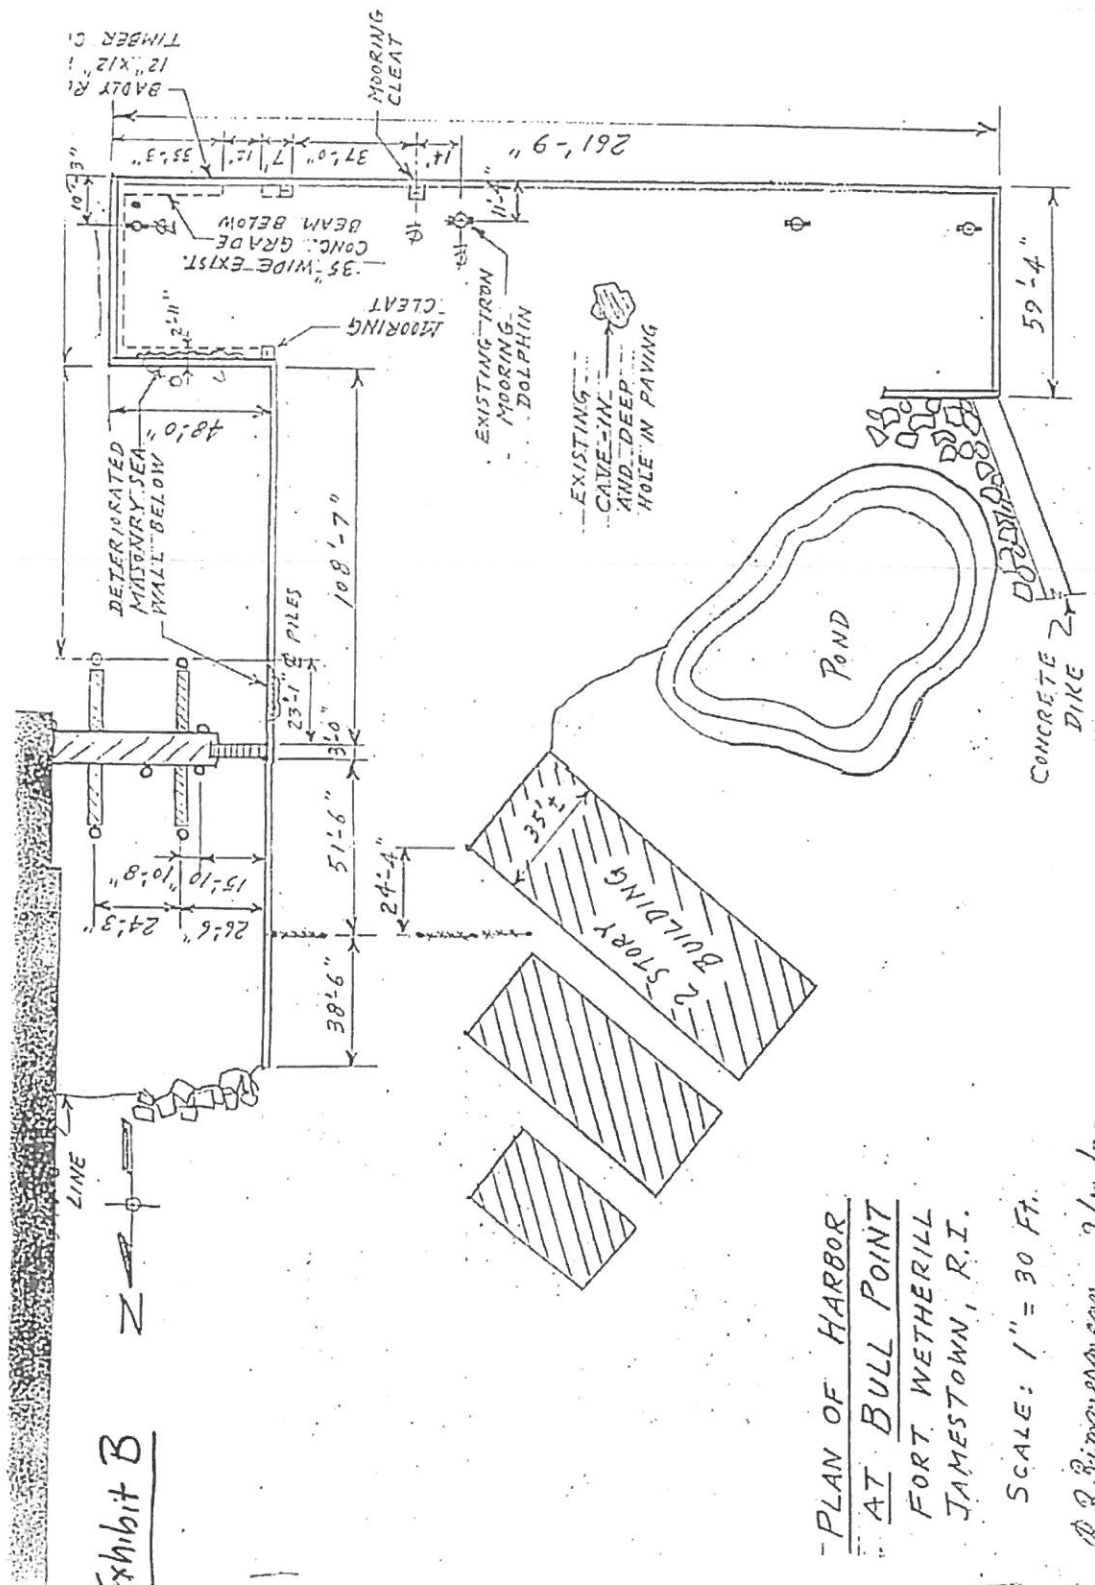 Exhibit B
PLAN OF HARBOR
AT BULL POINT
FORT WETHERILL
JAMESTOWN, R.I.
SCALE: 1" = 30 Ft.
N
LINE
BADLY
12"X12"
TIMBER
MOORING
CLEAT
10'-3"
35'-3"
12'
7'
37'-0"
14'
11'-4"
261'-9"
59'-4"
35" WIDE EXIST.
CONC. GRADE
BEAM BELOW
MOORING
CLEAT
2'-11"
48'-0"
DETERIORATED
MASONRY SEA
WALL BELOW
EXISTING IRON
MOORING
DOLPHIN
EXISTING
CAVE-IN
AND DEEP
HOLE IN PAVING
108'-7"
23'-1" ℄ PILES
3'-0"
51'-6"
38'-6"
24'-4"
15'-10"
10'-8"
26'-6"
24'-3"
35'±
2 STORY
BUILDING
POND
CONCRETE
DIKE